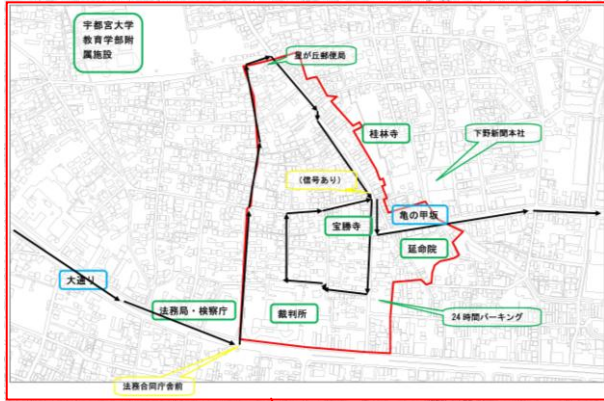 宇都宮大学
教育学部附
属施設
星が丘郵便局
桂林寺
下野新聞本社
(信号あり)
亀の甲坂
宝勝寺
延命院
大通り
法務局・検察庁
裁判所
24時間パーキング
法務合同庁舎前